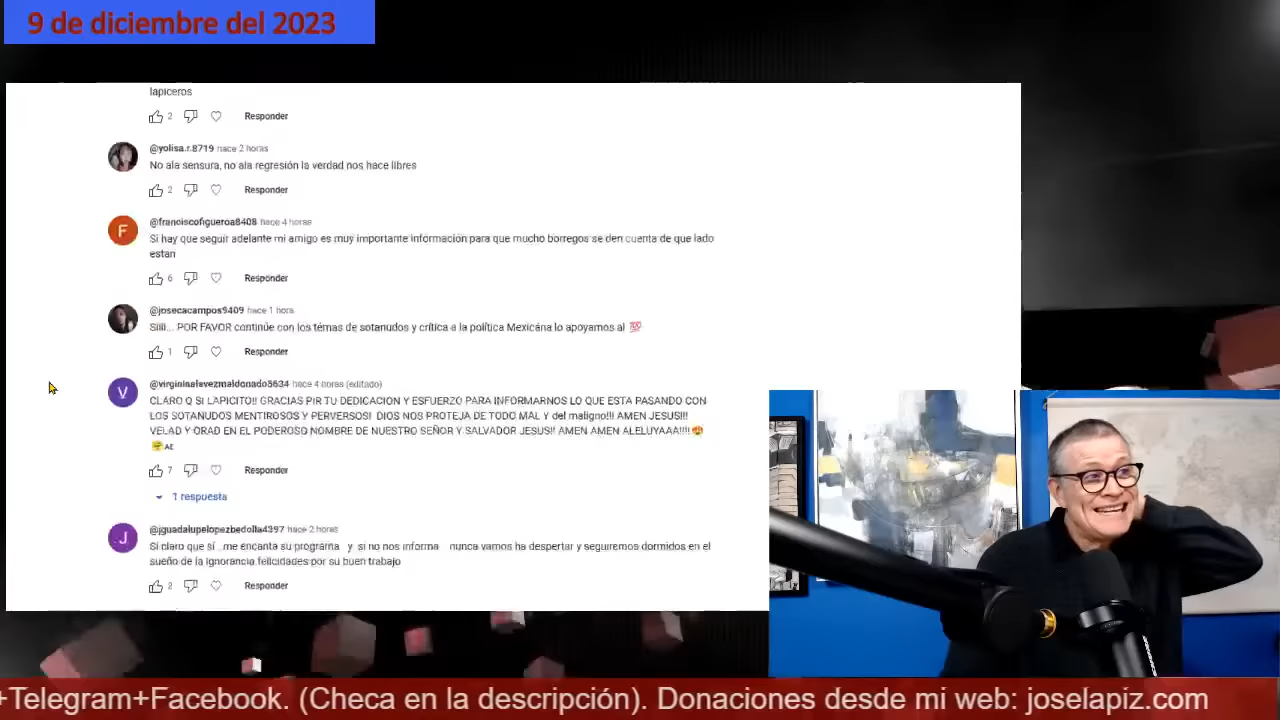 9 de diciembre del 2023
lapiceros
2 Responder
@yolisa.r.8719 hace 2 horas
No ala sensura, no ala regresión la verdad nos hace libres
2 Responder
F
@franciscofigueroa8408 hace 4 horas
Si hay que seguir adelante mi amigo es muy importante información para que mucho borregos se den cuenta de que lado
estan
6 Responder
@josecacampos9409 hace 1 hora
Siiii... POR FAVOR continúe con los témas de sotanudos y crítica a la política Mexicána lo apoyamos al 💯
1 Responder
V
hace 4 horas (editado)
CLARO Q SI LAPICITO!! GRACIAS PIR TU DEDICACION Y ESFUERZO PARA INFORMARNOS LO QUE ESTA PASANDO CON
LOS SOTANUDOS MENTIROSOS Y PERVERSOS! DIOS NOS PROTEJA DE TODO MAL Y del maligno!!! AMEN JESUS!!!
VELAD Y ORAD EN EL PODEROSO NOMBRE DE NUESTRO SEÑOR Y SALVADOR JESUS!! AMEN AMEN ALELUYAAA!!!!😍
7 Responder
1 respuesta
J
@jguadalupelopezbedolla4397 hace 2 horas
Si claro que sí me encanta su programa y si no nos informa nunca vamos ha despertar y seguiremos dormidos en el
sueño de la ignorancia felicidades por su buen trabajo
2 Responder
+Telegram+Facebook. (Checa en la descripción). Donaciones desde mi web: joselapiz.com